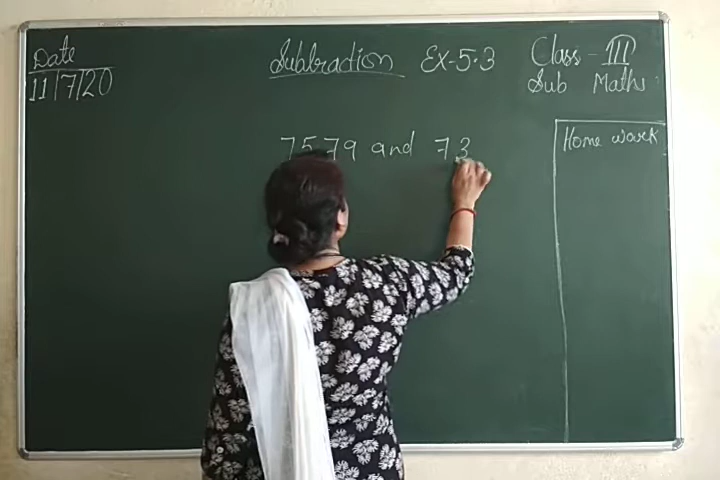 Date
11/7/20
Subtraction Ex-5.3
Class - III
Sub Maths
7579 and 73
Home work